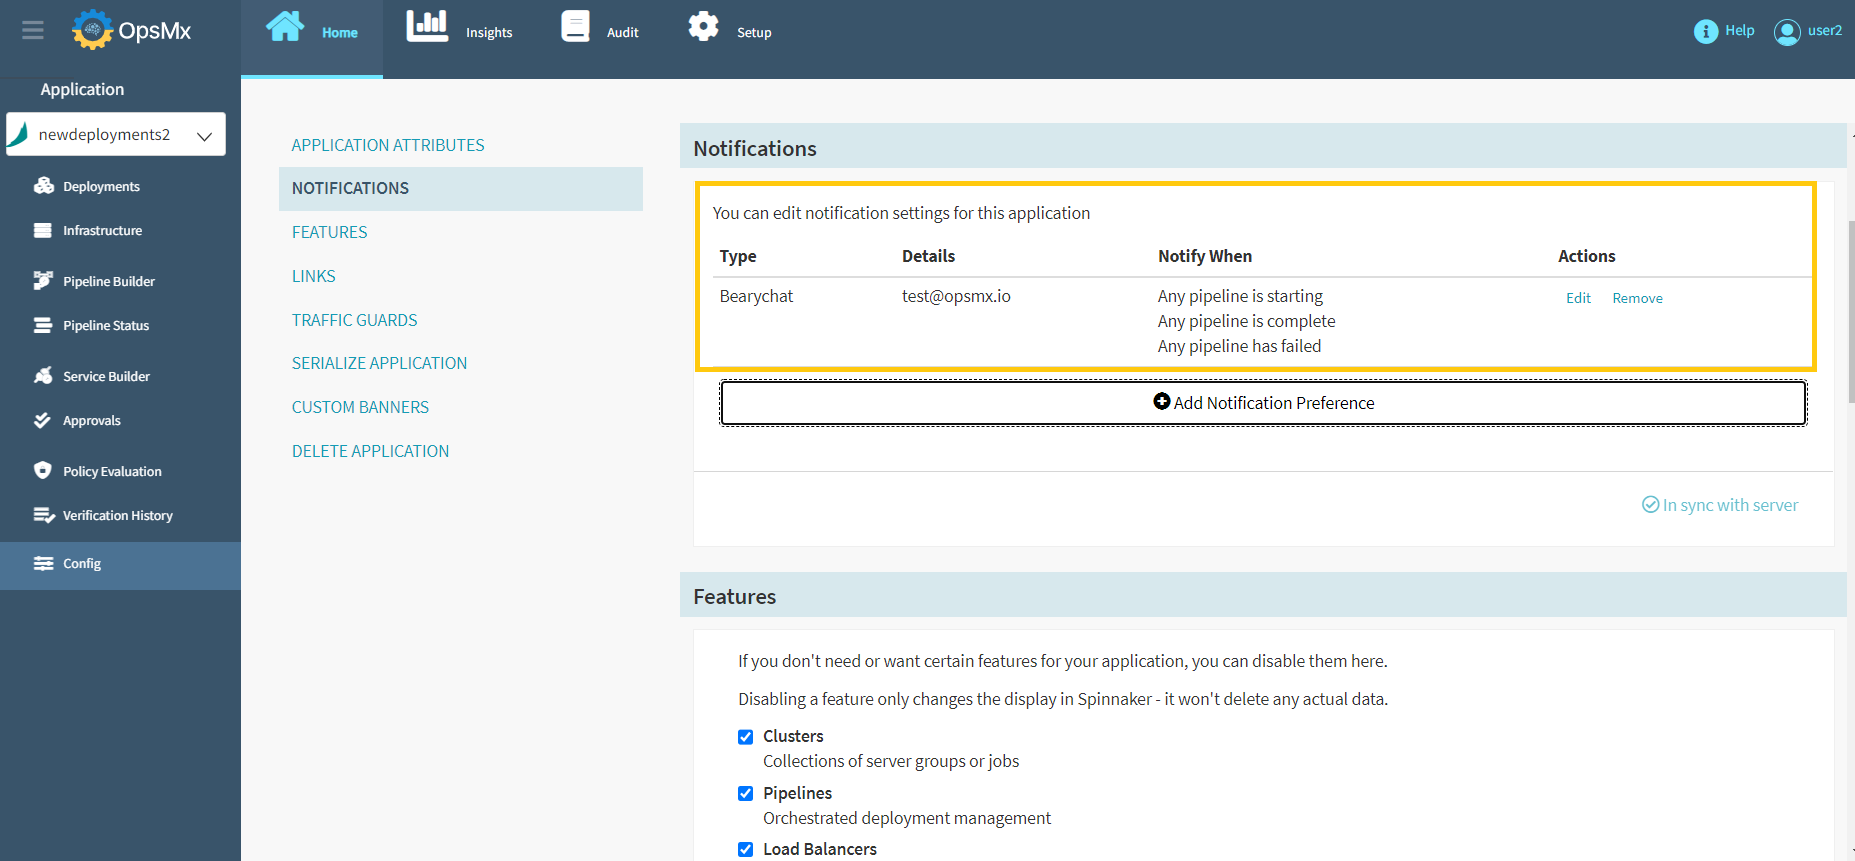 OpsMx
Home
Insights
Audit
Setup
Help
user2
Application
newdeployments2
Deployments
Infrastructure
Pipeline Builder
Pipeline Status
Service Builder
Approvals
Policy Evaluation
Verification History
Config
APPLICATION ATTRIBUTES
NOTIFICATIONS
FEATURES
LINKS
TRAFFIC GUARDS
SERIALIZE APPLICATION
CUSTOM BANNERS
DELETE APPLICATION
Notifications
You can edit notification settings for this application
Type Details Notify When Actions
Bearychat test@opsmx.io Any pipeline is starting Edit Remove
Any pipeline is complete
Any pipeline has failed
Add Notification Preference
In sync with server
Features
If you don't need or want certain features for your application, you can disable them here.
Disabling a feature only changes the display in Spinnaker - it won't delete any actual data.
Clusters
Collections of server groups or jobs
Pipelines
Orchestrated deployment management
Load Balancers